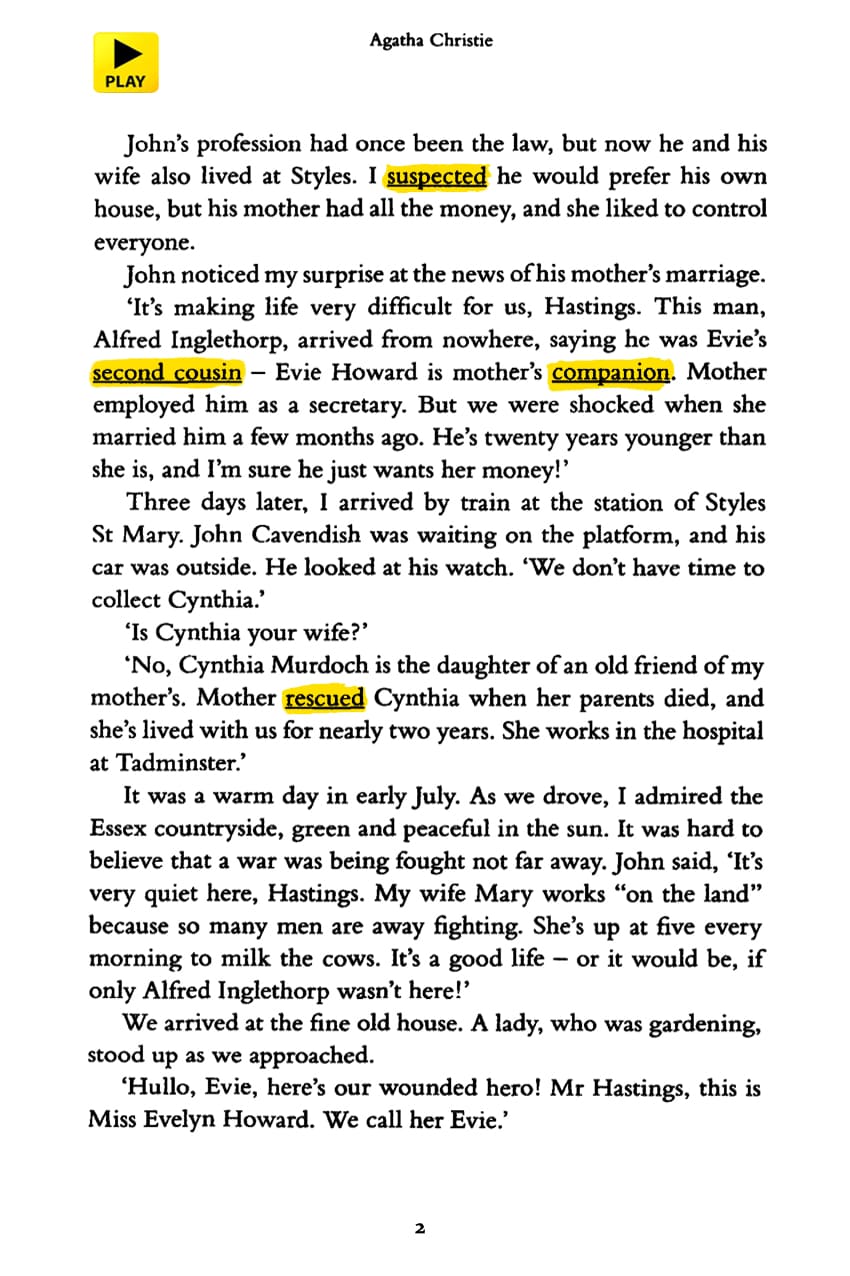 Agatha Christie
PLAY
John’s profession had once been the law, but now he and his
wife also lived at Styles. I suspected he would prefer his own
house, but his mother had all the money, and she liked to control
everyone.
John noticed my surprise at the news of his mother’s marriage.
‘It’s making life very difficult for us, Hastings. This man,
Alfred Inglethorp, arrived from nowhere, saying he was Evie’s
second cousin – Evie Howard is mother’s companion. Mother
employed him as a secretary. But we were shocked when she
married him a few months ago. He’s twenty years younger than
she is, and I’m sure he just wants her money!’
Three days later, I arrived by train at the station of Styles
St Mary. John Cavendish was waiting on the platform, and his
car was outside. He looked at his watch. ‘We don’t have time to
collect Cynthia.’
‘Is Cynthia your wife?’
‘No, Cynthia Murdoch is the daughter of an old friend of my
mother’s. Mother rescued Cynthia when her parents died, and
she’s lived with us for nearly two years. She works in the hospital
at Tadminster.’
It was a warm day in early July. As we drove, I admired the
Essex countryside, green and peaceful in the sun. It was hard to
believe that a war was being fought not far away. John said, ‘It’s
very quiet here, Hastings. My wife Mary works “on the land”
because so many men are away fighting. She’s up at five every
morning to milk the cows. It’s a good life – or it would be, if
only Alfred Inglethorp wasn’t here!’
We arrived at the fine old house. A lady, who was gardening,
stood up as we approached.
‘Hullo, Evie, here’s our wounded hero! Mr Hastings, this is
Miss Evelyn Howard. We call her Evie.’
2